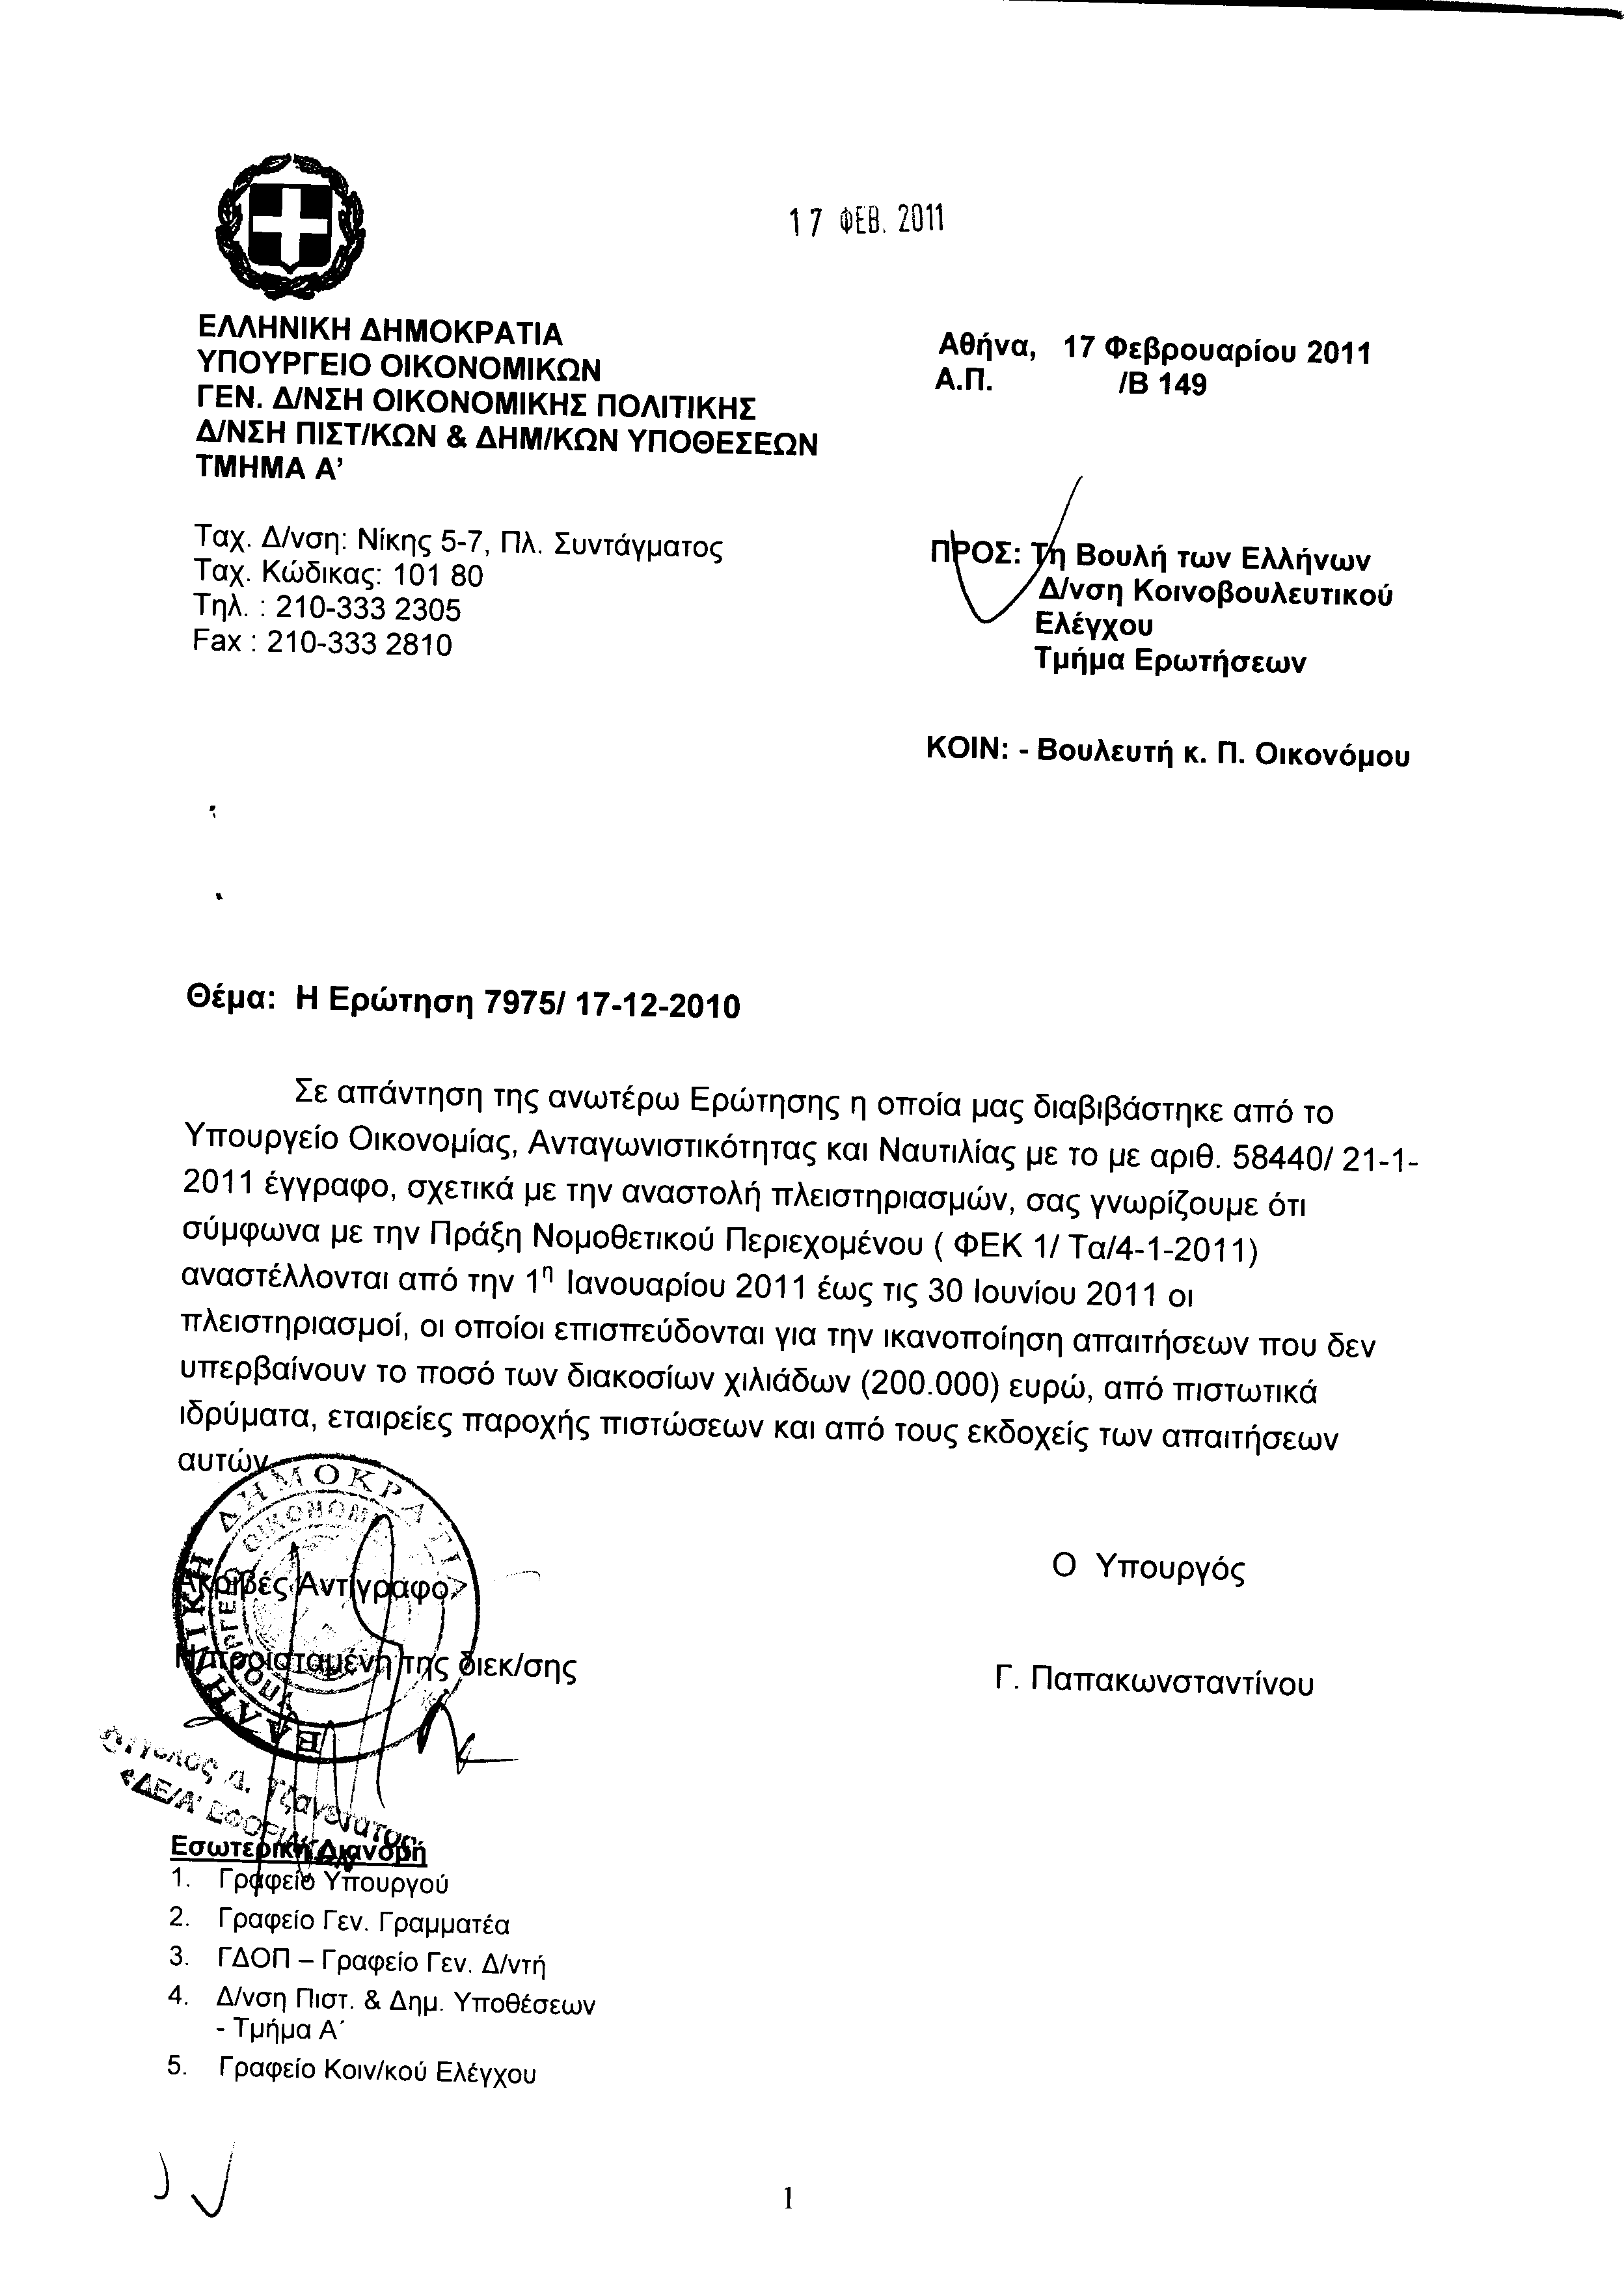 17 ΦΕΒ. 2011
ΕΛΛΗΝΙΚΗ ΔΗΜΟΚΡΑΤΙΑ
ΥΠΟΥΡΓΕΙΟ ΟΙΚΟΝΟΜΙΚΩΝ
ΓΕΝ. Δ/ΝΣΗ ΟΙΚΟΝΟΜΙΚΗΣ ΠΟΛΙΤΙΚΗΣ
Δ/ΝΣΗ ΠΙΣΤ/ΚΩΝ & ΔΗΜ/ΚΩΝ ΥΠΟΘΕΣΕΩΝ
ΤΜΗΜΑ Α'
Ταχ. Δ/νση: Νίκης 5-7, Πλ. Συντάγματος
Ταχ. Κώδικας: 101 80
Τηλ. : 210-333 2305
Fax : 210-333 2810
Αθήνα, 17 Φεβρουαρίου 2011
Α.Π. /Β 149
ΠΡΟΣ: Τη Βουλή των Ελλήνων
Δ/νση Κοινοβουλευτικού
Ελέγχου
Τμήμα Ερωτήσεων
ΚΟΙΝ: - Βουλευτή κ. Π. Οικονόμου
Θέμα: Η Ερώτηση 7975/ 17-12-2010
Σε απάντηση της ανωτέρω Ερώτησης η οποία μας διαβιβάστηκε από το
Υπουργείο Οικονομίας, Ανταγωνιστικότητας και Ναυτιλίας με το με αριθ. 58440/ 21-1-
2011 έγγραφο, σχετικά με την αναστολή πλειστηριασμών, σας γνωρίζουμε ότι
σύμφωνα με την Πράξη Νομοθετικού Περιεχομένου ( ΦΕΚ 1/ Τα/4-1-2011)
αναστέλλονται από την 1η Ιανουαρίου 2011 έως τις 30 Ιουνίου 2011 οι
πλειστηριασμοί, οι οποίοι επισπεύδονται για την ικανοποίηση απαιτήσεων που δεν
υπερβαίνουν το ποσό των διακοσίων χιλιάδων (200.000) ευρώ, από πιστωτικά
ιδρύματα, εταιρείες παροχής πιστώσεων και από τους εκδοχείς των απαιτήσεων
αυτών
ΕΛΛΗΝΙΚΗ ΔΗΜΟΚΡΑΤΙΑ
Ακριβές Αντίγραφο
Η προϊσταμένη της διεκ/σης
Ο Υπουργός
Γ. Παπακωνσταντίνου
Εσωτερική Διανομή
1. Γραφείο Υπουργού
2. Γραφείο Γεν. Γραμματέα
3. ΓΔΟΠ – Γραφείο Γεν. Δ/ντή
4. Δ/νση Πιστ. & Δημ. Υποθέσεων
- Τμήμα Α΄
5. Γραφείο Κοιν/κού Ελέγχου
1